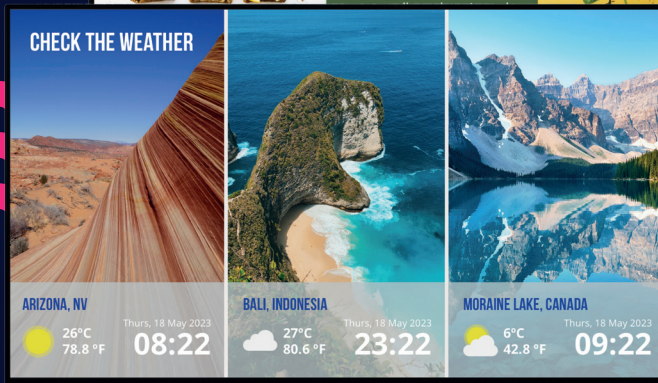 CHECK THE WEATHER
ARIZONA, NV
26°C
78.8 °F
Thurs, 18 May 2023
08:22
BALI, INDONESIA
27°C
80.6 °F
Thurs, 18 May 2023
23:22
MORAINE LAKE, CANADA
6°C
42.8 °F
Thurs, 18 May 2023
09:22